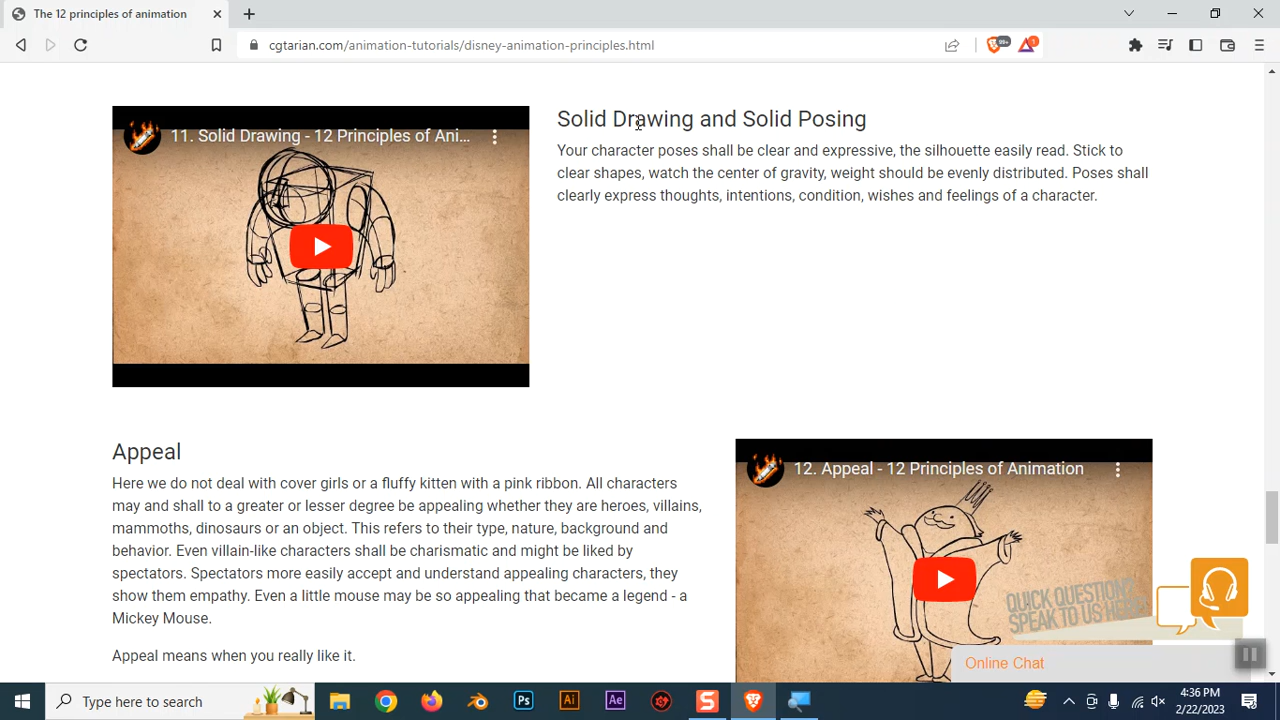 The 12 principles of animation
cgtarian.com/animation-tutorials/disney-animation-principles.html
99+
1
11. Solid Drawing - 12 Principles of Ani...
Solid Drawing and Solid Posing
Your character poses shall be clear and expressive, the silhouette easily read. Stick to
clear shapes, watch the center of gravity, weight should be evenly distributed. Poses shall
clearly express thoughts, intentions, condition, wishes and feelings of a character.
Appeal
Here we do not deal with cover girls or a fluffy kitten with a pink ribbon. All characters
may and shall to a greater or lesser degree be appealing whether they are heroes, villains,
mammoths, dinosaurs or an object. This refers to their type, nature, background and
behavior. Even villain-like characters shall be charismatic and might be liked by
spectators. Spectators more easily accept and understand appealing characters, they
show them empathy. Even a little mouse may be so appealing that became a legend - a
Mickey Mouse.
Appeal means when you really like it.
12. Appeal - 12 Principles of Animation
QUICK QUESTION?
SPEAK TO US HERE!
Online Chat
Type here to search
Ps
Ai
Ae
S
4:36 PM
2/22/2023